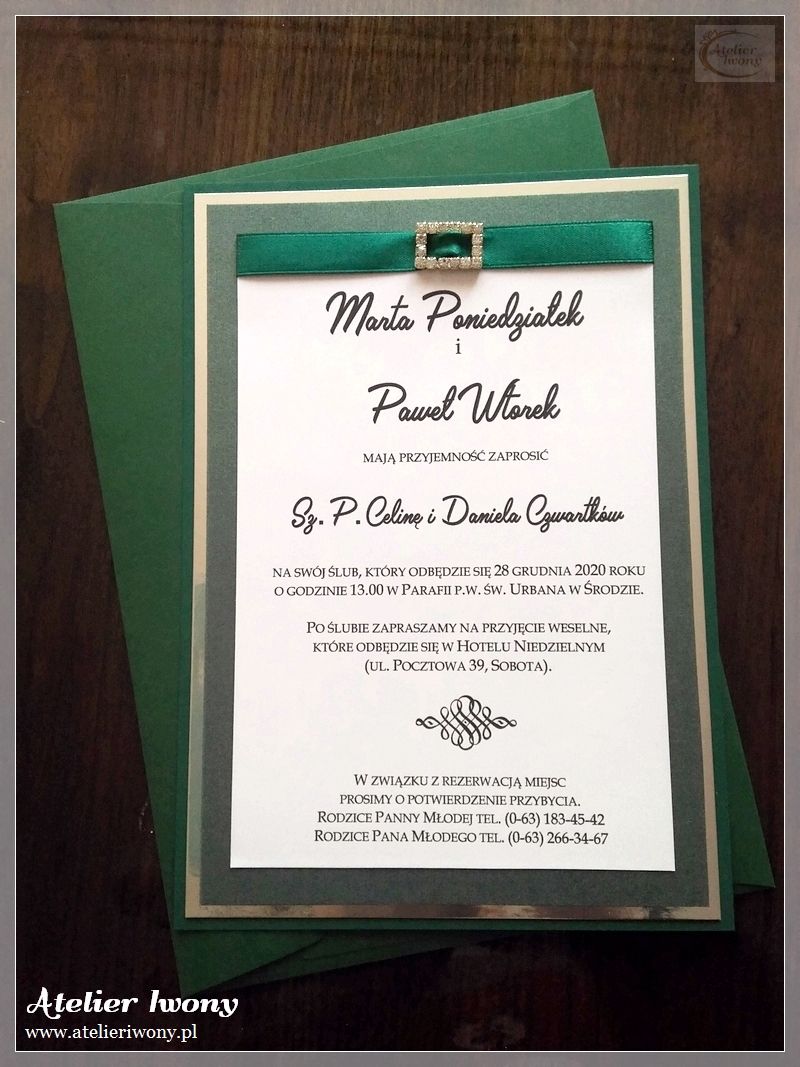 Atelier
Iwony
Marta Poniedziałek
i
Paweł Wtorek
MAJĄ PRZYJEMNOŚĆ ZAPROSIĆ
Sz. P. Celinę i Daniela Czwartków
NA SWÓJ ŚLUB, KTÓRY ODBĘDZIE SIĘ 28 GRUDNIA 2020 ROKU
O GODZINIE 13.00 W PARAFII P.W. ŚW. URBANA W ŚRODZIE.
PO ŚLUBIE ZAPRASZAMY NA PRZYJĘCIE WESELNE,
KTÓRE ODBĘDZIE SIĘ W HOTELU NIEDZIELNYM
(UL. POCZTOWA 39, SOBOTA).
W ZWIĄZKU Z REZERWACJĄ MIEJSC
PROSIMY O POTWIERDZENIE PRZYBYCIA.
RODZICE PANNY MŁODEJ TEL. (0-63) 183-45-42
RODZICE PANA MŁODEGO TEL. (0-63) 266-34-67
Atelier Iwony
www.atelieriwony.pl